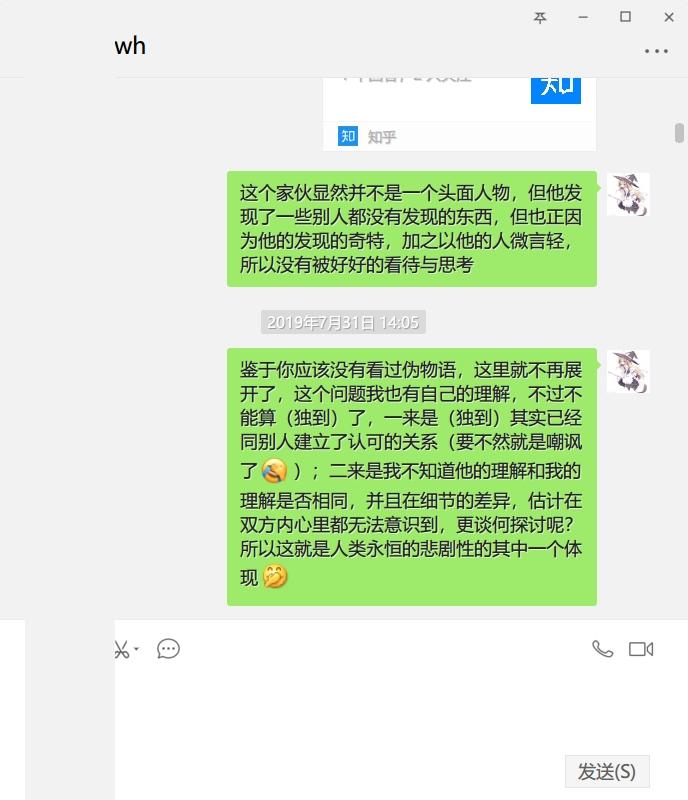 wh
知
知 知乎
这个家伙显然并不是一个头面人物，但他发
现了一些别人都没有发现的东西，但也正因
为他的发现的奇特，加之以他的人微言轻，
所以没有被好好的看待与思考
2019年7月31日 14:05
鉴于你应该没有看过伪物语，这里就不再展
开了，这个问题我也有自己的理解，不过不
能算（独到）了，一来是（独到）其实已经
同别人建立了认可的关系（要不然就是嘲讽
了）；二来是我不知道他的理解和我的
理解是否相同，并且在细节的差异，估计在
双方内心里都无法意识到，更谈何探讨呢？
所以这就是人类永恒的悲剧性的其中一个体
现
发送(S)